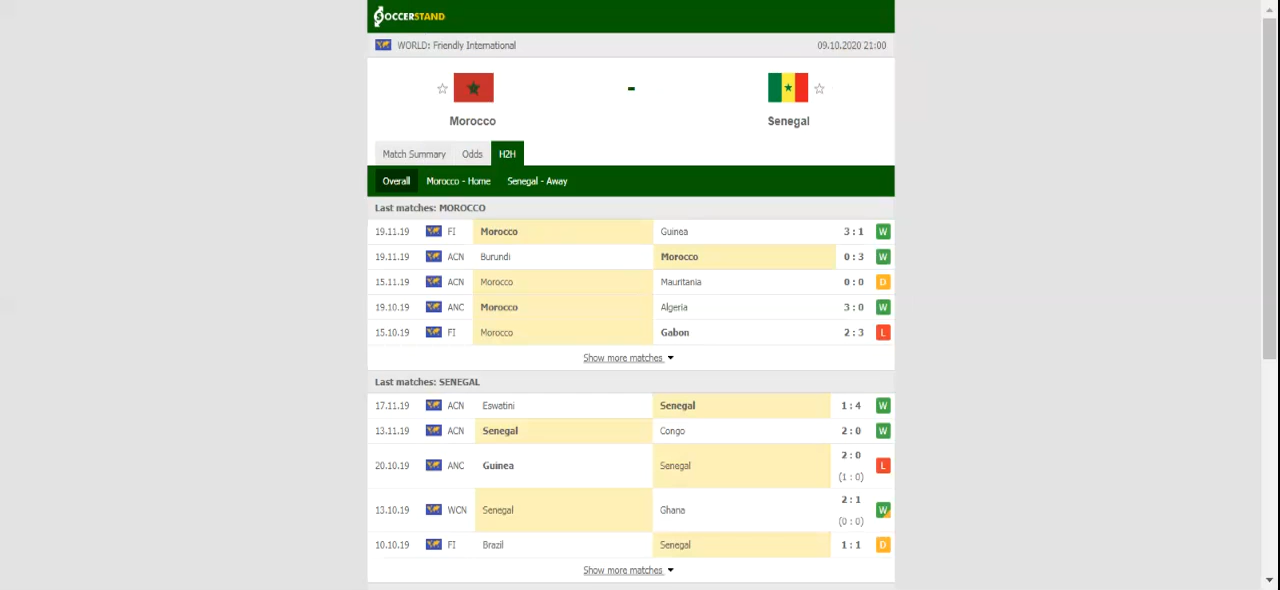 SOCCERSTAND
WORLD: Friendly International 09.10.2020 21:00
-
Morocco Senegal
Match Summary Odds H2H
Overall Morocco - Home Senegal - Away
Last matches: MOROCCO
19.11.19 FI Morocco Guinea 3 : 1 W
19.11.19 ACN Burundi Morocco 0 : 3 W
15.11.19 ACN Morocco Mauritania 0 : 0 D
19.10.19 ANC Morocco Algeria 3 : 0 W
15.10.19 FI Morocco Gabon 2 : 3 L
Show more matches
Last matches: SENEGAL
17.11.19 ACN Eswatini Senegal 1 : 4 W
13.11.19 ACN Senegal Congo 2 : 0 W
20.10.19 ANC Guinea Senegal 2 : 0 (1 : 0) L
13.10.19 WCN Senegal Ghana 2 : 1 (0 : 0) W
10.10.19 FI Brazil Senegal 1 : 1 D
Show more matches